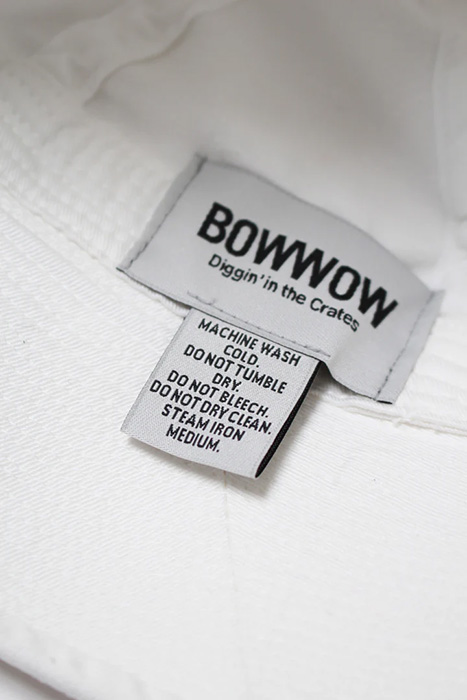 BOWWOW
Diggin' in the Crates
MACHINE WASH
COLD.
DO NOT TUMBLE
DRY.
DO NOT BLEECH.
DO NOT DRY CLEAN.
STEAM IRON
MEDIUM.